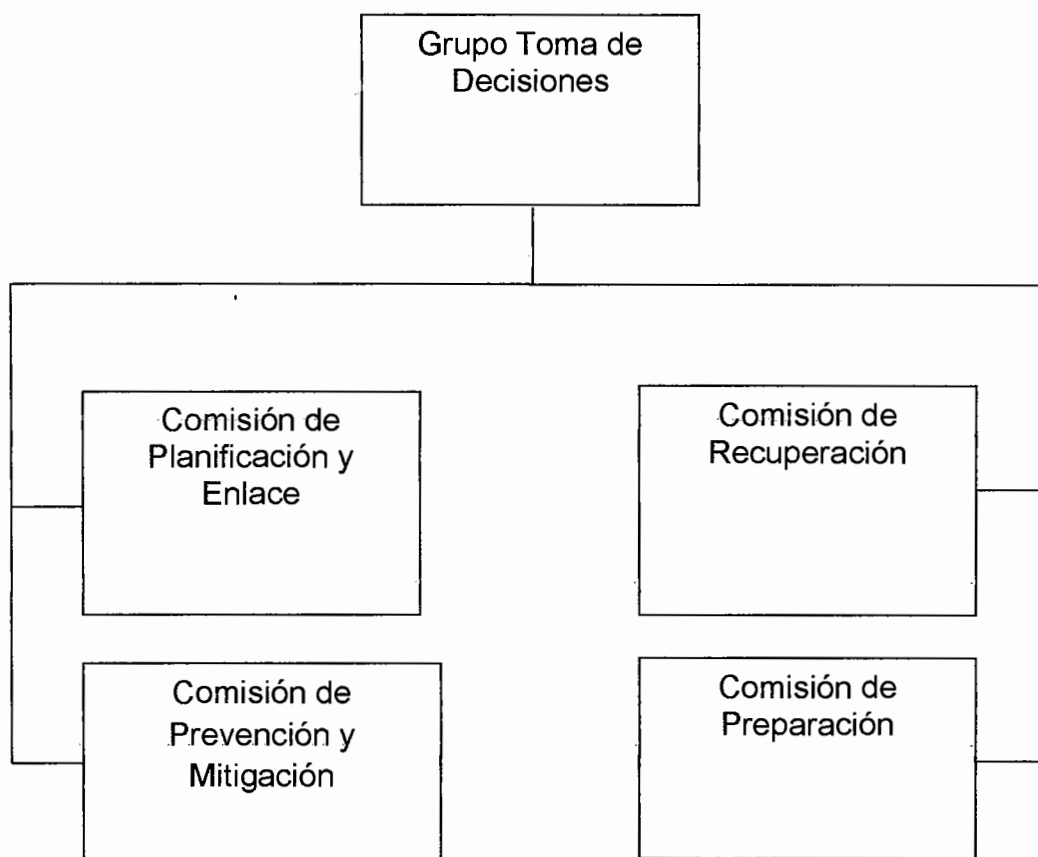 Grupo Toma de
Decisiones
Comisión de
Planificación y
Enlace
Comisión de
Recuperación
Comisión de
Prevención y
Mitigación
Comisión de
Preparación